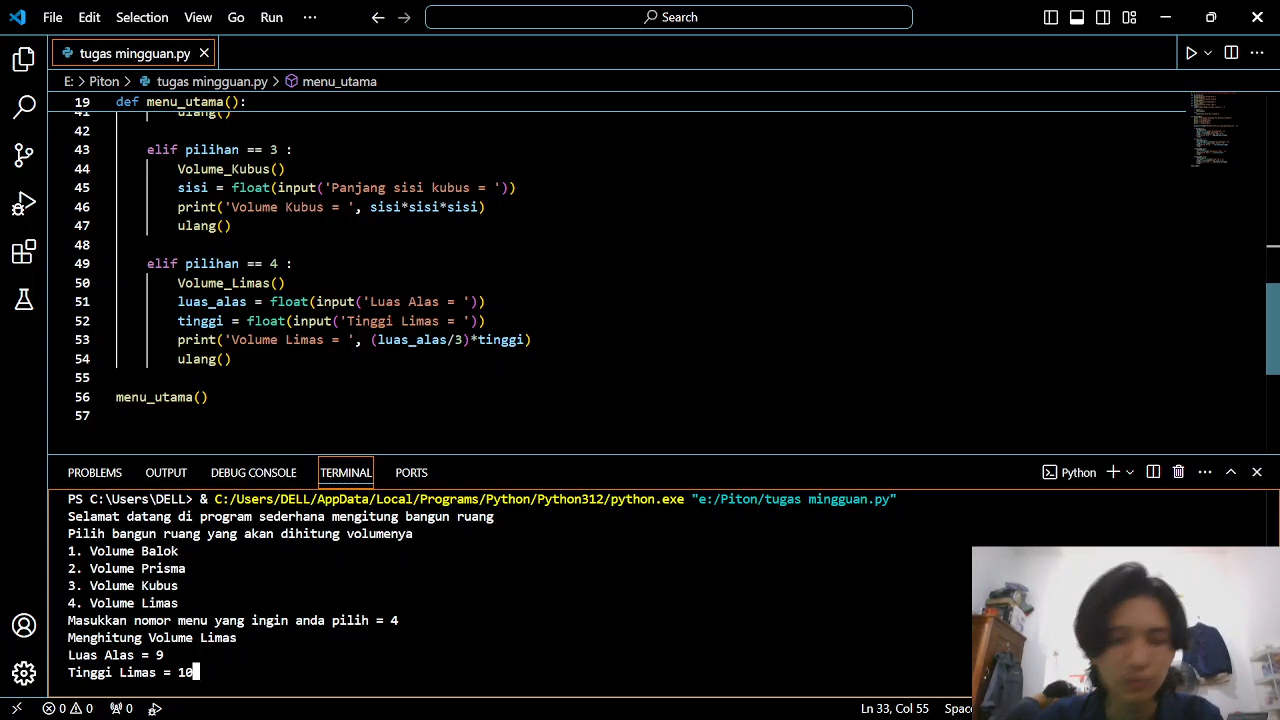 File Edit Selection View Go Run ··· Search
tugas mingguan.py
E: > Piton > tugas mingguan.py > menu_utama
19 def menu_utama():
41 ulang()
42
43 elif pilihan == 3 :
44 Volume_Kubus()
45 sisi = float(input('Panjang sisi kubus = '))
46 print('Volume Kubus = ', sisi*sisi*sisi)
47 ulang()
48
49 elif pilihan == 4 :
50 Volume_Limas()
51 luas_alas = float(input('Luas Alas = '))
52 tinggi = float(input('Tinggi Limas = '))
53 print('Volume Limas = ', (luas_alas/3)*tinggi)
54 ulang()
55
56 menu_utama()
57
PROBLEMS OUTPUT DEBUG CONSOLE TERMINAL PORTS Python
PS C:\Users\DELL> & C:/Users/DELL/AppData/Local/Programs/Python/Python312/python.exe "e:/Piton/tugas mingguan.py"
Selamat datang di program sederhana mengitung bangun ruang
Pilih bangun ruang yang akan dihitung volumenya
1. Volume Balok
2. Volume Prisma
3. Volume Kubus
4. Volume Limas
Masukkan nomor menu yang ingin anda pilih = 4
Menghitung Volume Limas
Luas Alas = 9
Tinggi Limas = 10
0 0 0 Ln 33, Col 55 Space